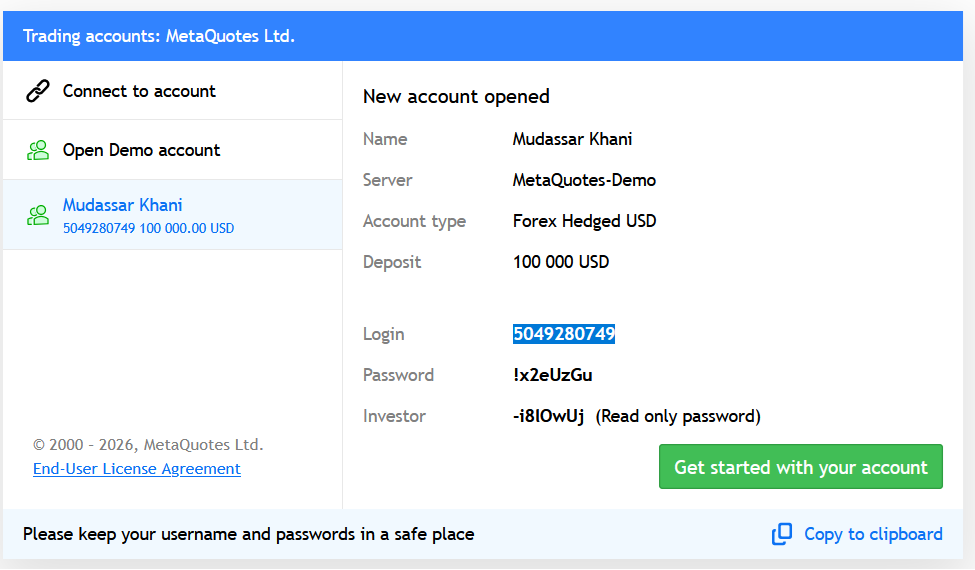 Trading accounts: MetaQuotes Ltd.
Connect to account
Open Demo account
Mudassar Khani
5049280749 100 000.00 USD
© 2000 - 2026, MetaQuotes Ltd.
End-User License Agreement
New account opened
Name Mudassar Khani
Server MetaQuotes-Demo
Account type Forex Hedged USD
Deposit 100 000 USD
Login 5049280749
Password !x2eUzGu
Investor -i8IOwUj (Read only password)
Get started with your account
Please keep your username and passwords in a safe place
Copy to clipboard